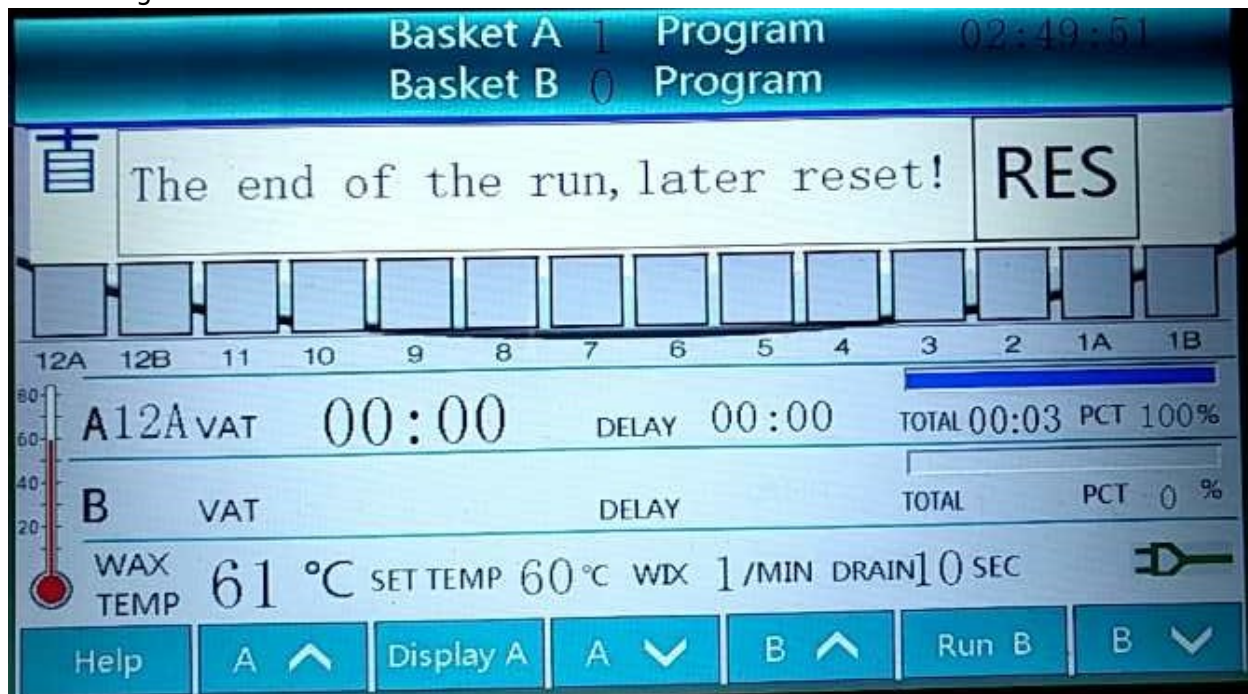 Basket A 1 Program 02:49:51
Basket B 0 Program
The end of the run, later reset! RES
12A 12B 11 10 9 8 7 6 5 4 3 2 1A 1B
80
60
40
20
A 12A VAT 00:00 DELAY 00:00 TOTAL 00:03 PCT 100%
B VAT DELAY TOTAL PCT 0 %
WAX TEMP 61 °C SET TEMP 60 °C WIX 1 /MIN DRAIN 10 SEC
Help A Display A A B Run B B